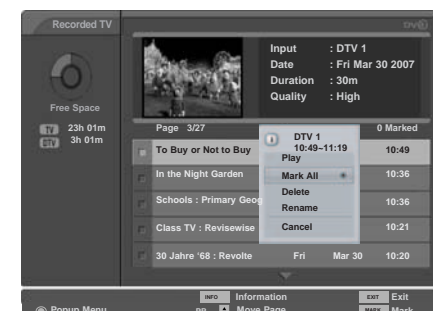 Recorded TV
DVR
Input : DTV 1
Date : Fri Mar 30 2007
Duration : 30m
Quality : High
Free Space
TV 23h 01m
DTV 3h 01m
Page 3/27 0 Marked
DTV 1
10:49~11:19
Play
Mark All
Delete
Rename
Cancel
To Buy or Not to Buy 10:49
In the Night Garden 10:36
Schools : Primary Geog 10:36
Class TV : Revisewise 10:21
30 Jahre ‘68 : Revolte Fri Mar 30 10:20
INFO Information EXIT Exit
Popup Menu PR Move Page MARK Mark